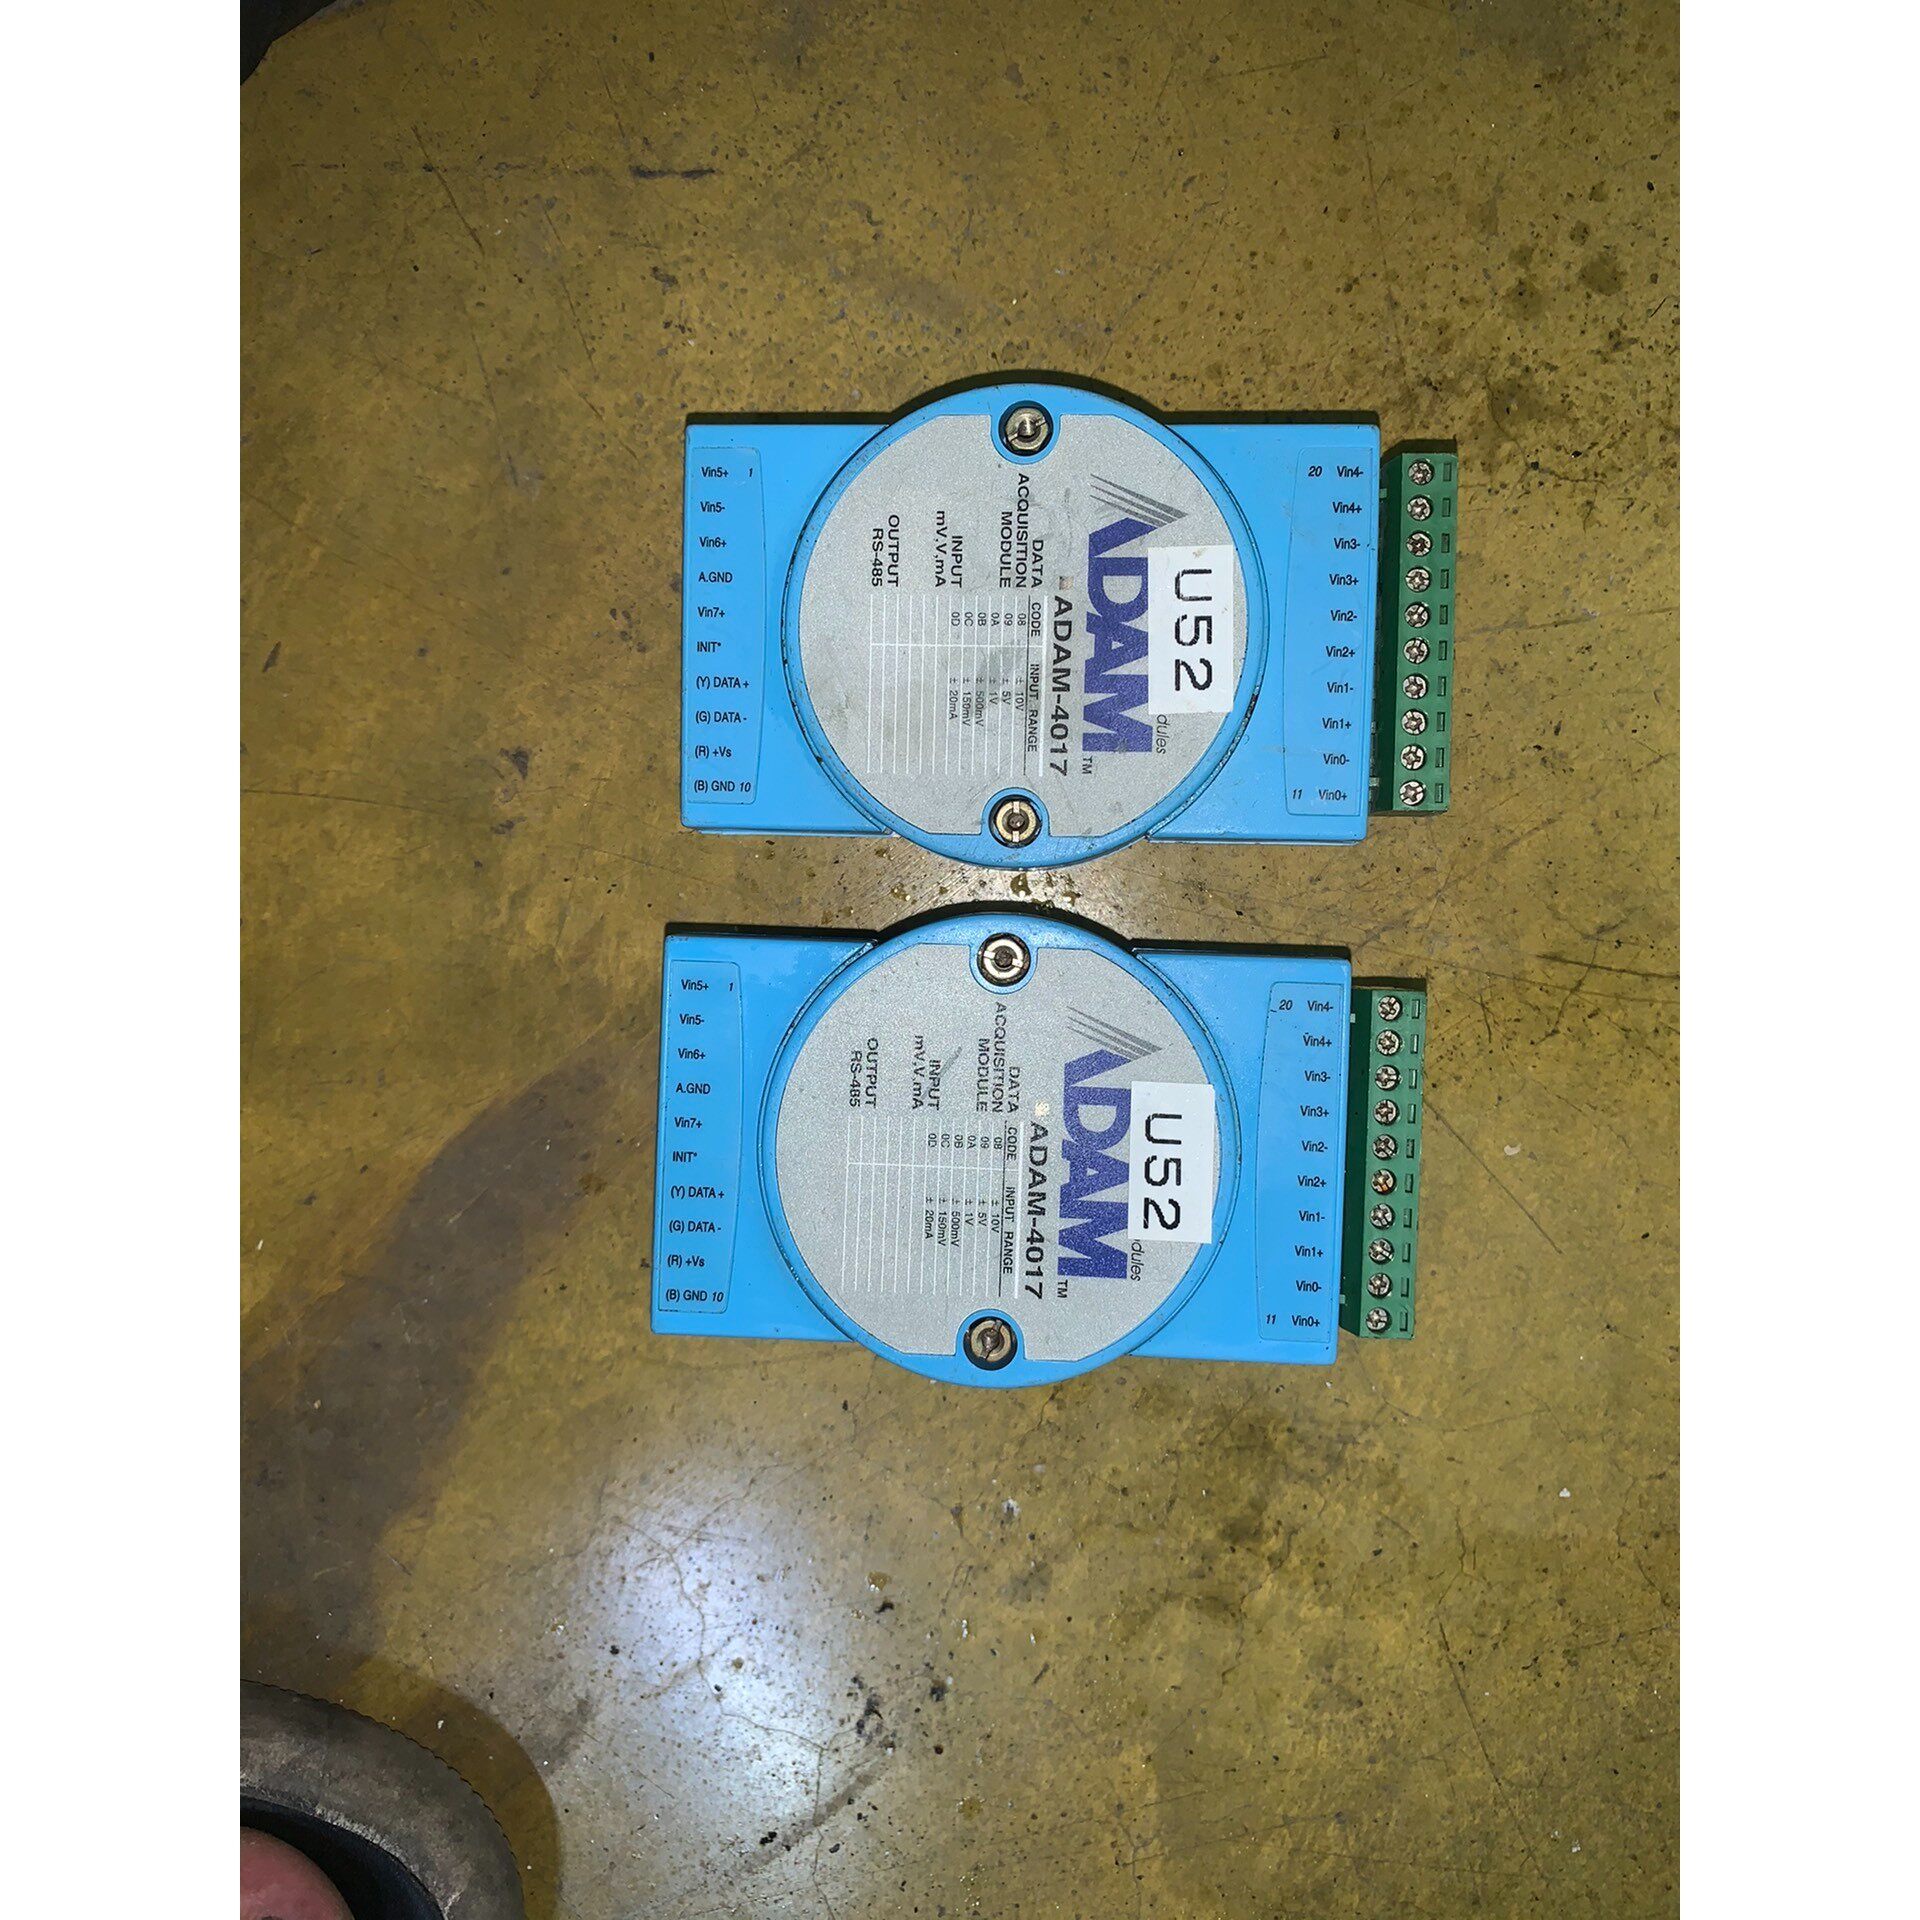 Vin5+ 1
Vin5-
Vin6+
A.GND
Vin7+
INIT*
(Y) DATA +
(G) DATA -
(R) +Vs
(B) GND 10
U52
dules
ADAM™
ADAM-4017
DATA
ACQUISITION
MODULE
INPUT
mV,V,mA
OUTPUT
RS-485
CODE INPUT RANGE
08 ± 10V
09 ± 5V
0A ± 1V
0B ± 500mV
0C ± 150mV
0D ± 20mA
20 Vin4-
Vin4+
Vin3-
Vin3+
Vin2-
Vin2+
Vin1-
Vin1+
Vin0-
11 Vin0+
Vin5+ 1
Vin5-
Vin6+
A.GND
Vin7+
INIT*
(Y) DATA +
(G) DATA -
(R) +Vs
(B) GND 10
U52
dules
ADAM™
ADAM-4017
DATA
ACQUISITION
MODULE
INPUT
mV,V,mA
OUTPUT
RS-485
CODE INPUT RANGE
08 ± 10V
09 ± 5V
0A ± 1V
0B ± 500mV
0C ± 150mV
0D ± 20mA
20 Vin4-
Vin4+
Vin3-
Vin3+
Vin2-
Vin2+
Vin1-
Vin1+
Vin0-
11 Vin0+